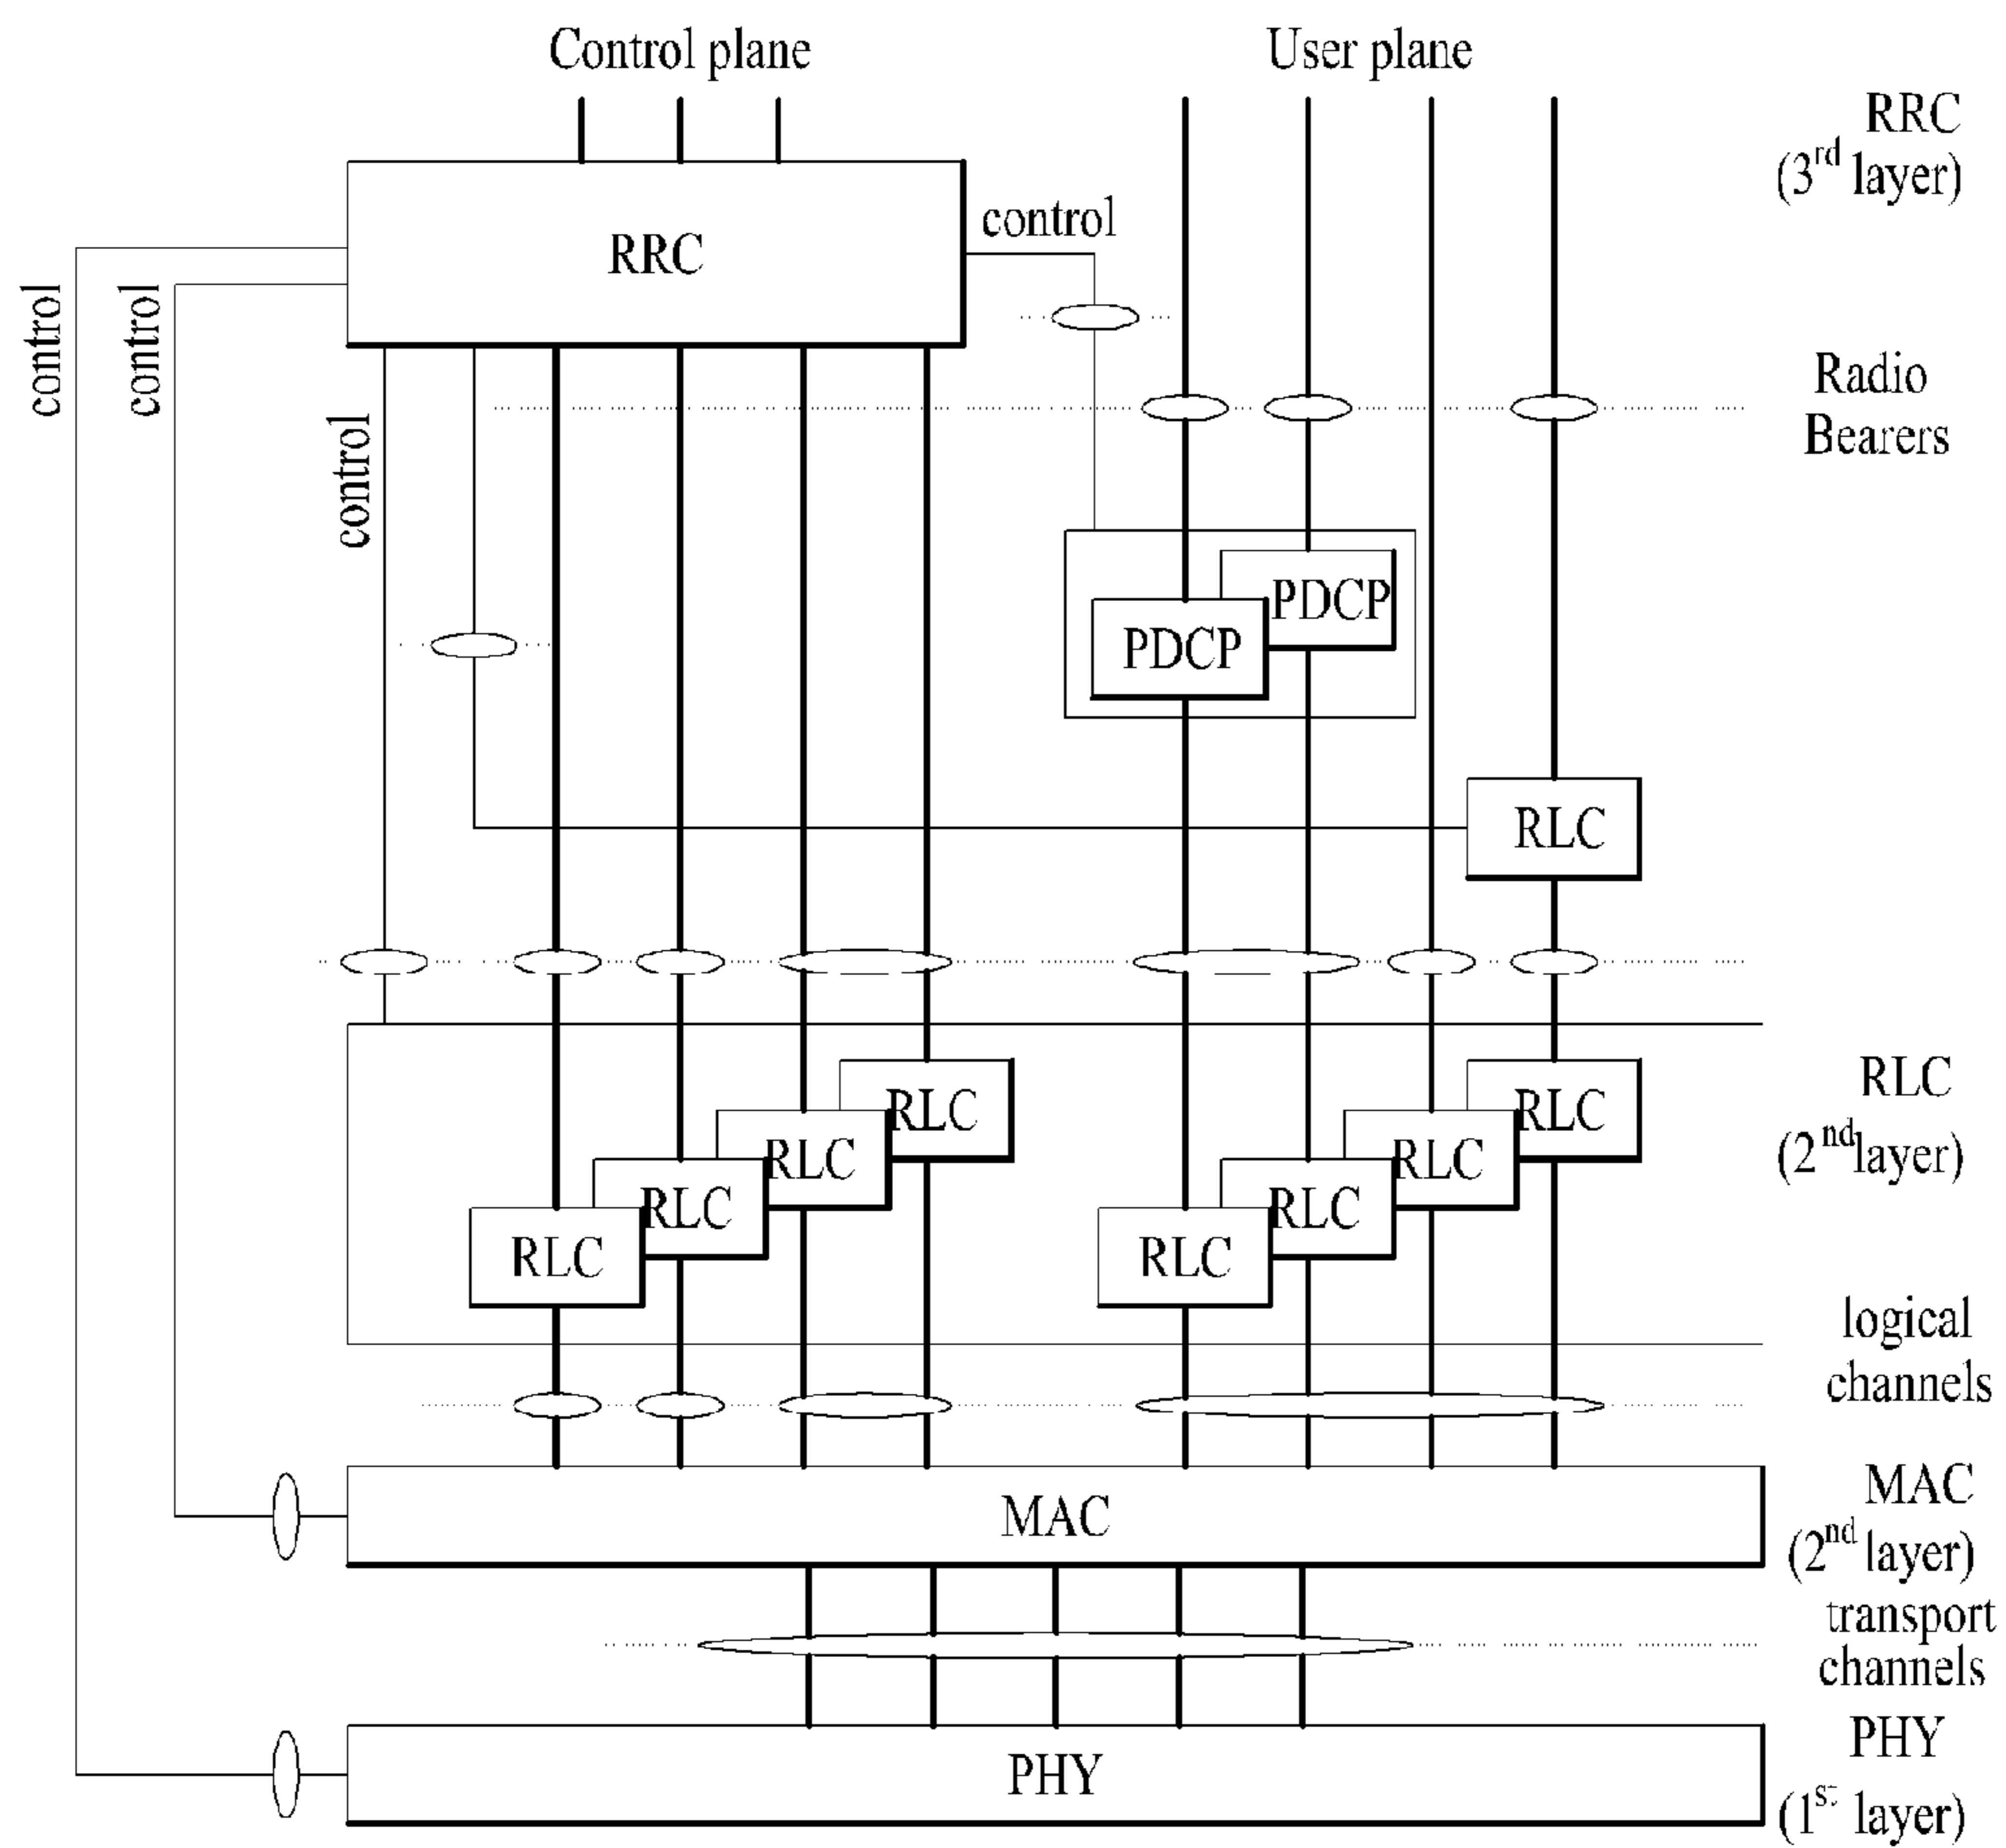 Control plane
User plane
RRC
(3rd layer)
control
RRC
control
control
control
Radio
Bearers
PDCP
PDCP
RLC
RLC
RLC
RLC
RLC
RLC
RLC
RLC
RLC
RLC
(2nd layer)
logical
channels
MAC
MAC
(2nd layer)
transport
channels
PHY
PHY
(1st layer)